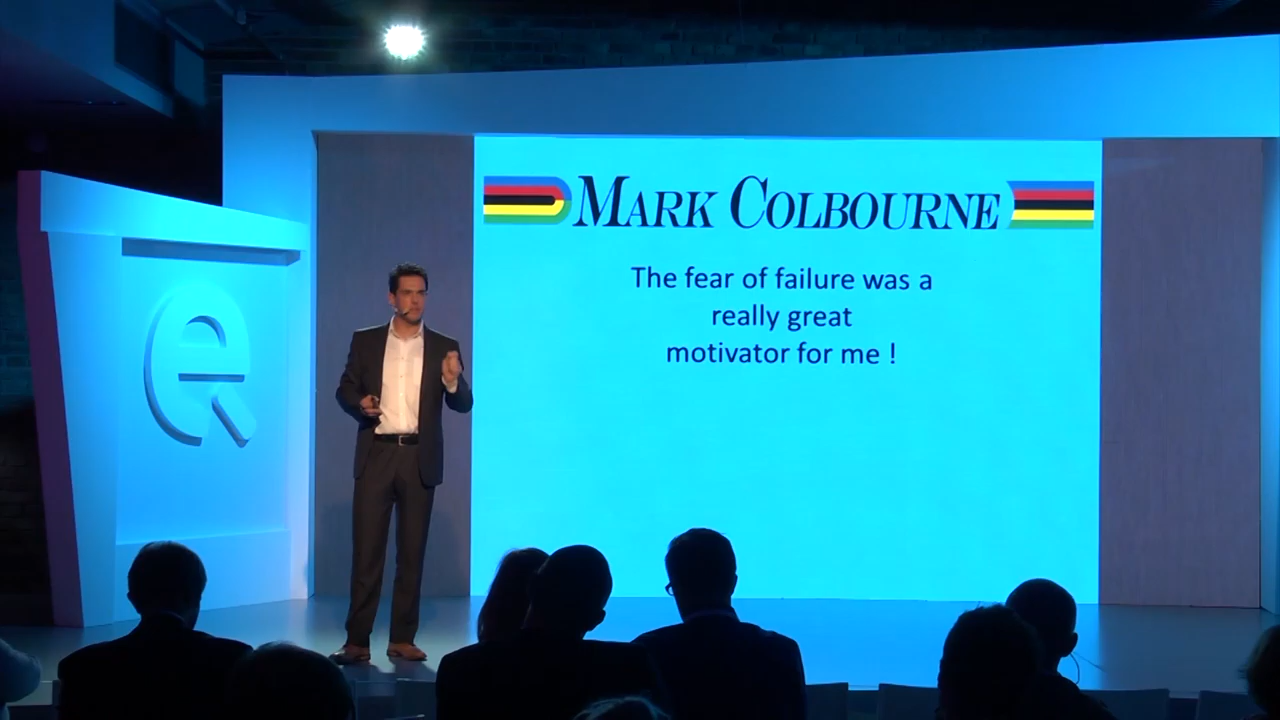 MARK COLBOURNE
The fear of failure was a
really great
motivator for me !